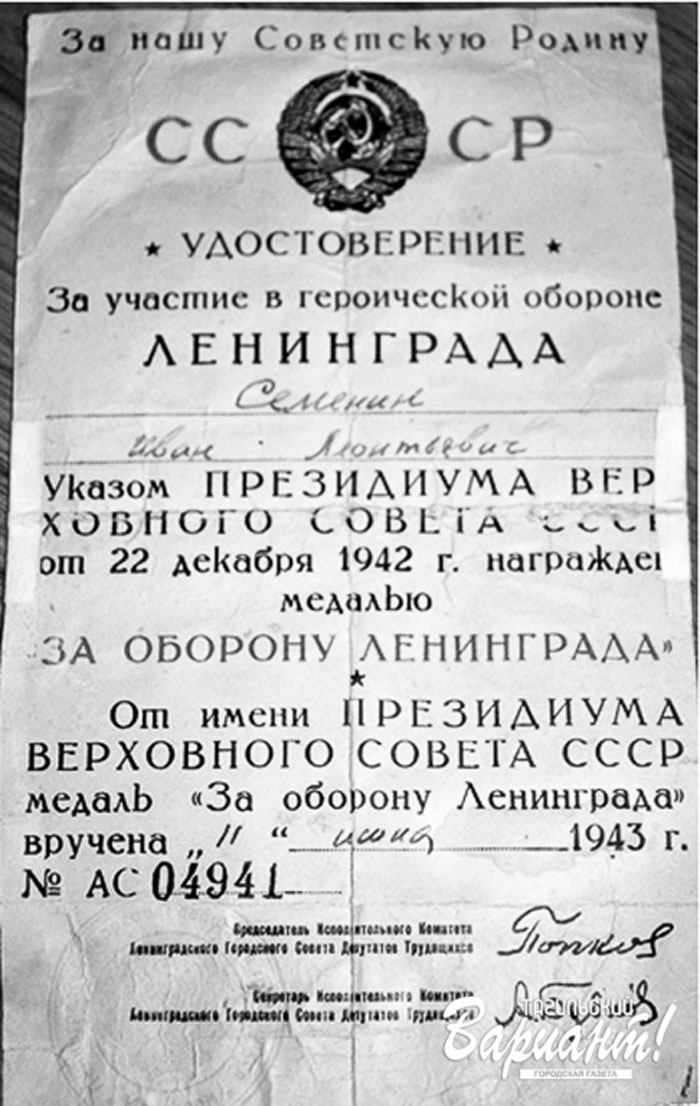 За нашу Советскую Родину
СССР
★ УДОСТОВЕРЕНИЕ ★
За участие в героической обороне
ЛЕНИНГРАДА
Семенин
Иван Леонтьевич
Указом ПРЕЗИДИУМА ВЕР
ХОВНОГО СОВЕТА СССР
от 22 декабря 1942 г. награжден
медалью
«ЗА ОБОРОНУ ЛЕНИНГРАДА»
★
От имени ПРЕЗИДИУМА
ВЕРХОВНОГО СОВЕТА СССР
медаль «За оборону Ленинграда»
вручена „11“ июня 1943 г.
№ АС 04941
Председатель Исполнительного Комитета
Ленинградского Городского Совета Депутатов Трудящихся
Попков
Секретарь Исполнительного Комитета
Ленинградского Городского Совета Депутатов Трудящихся
Тагильский
Вариант!
ГОРОДСКАЯ ГАЗЕТА